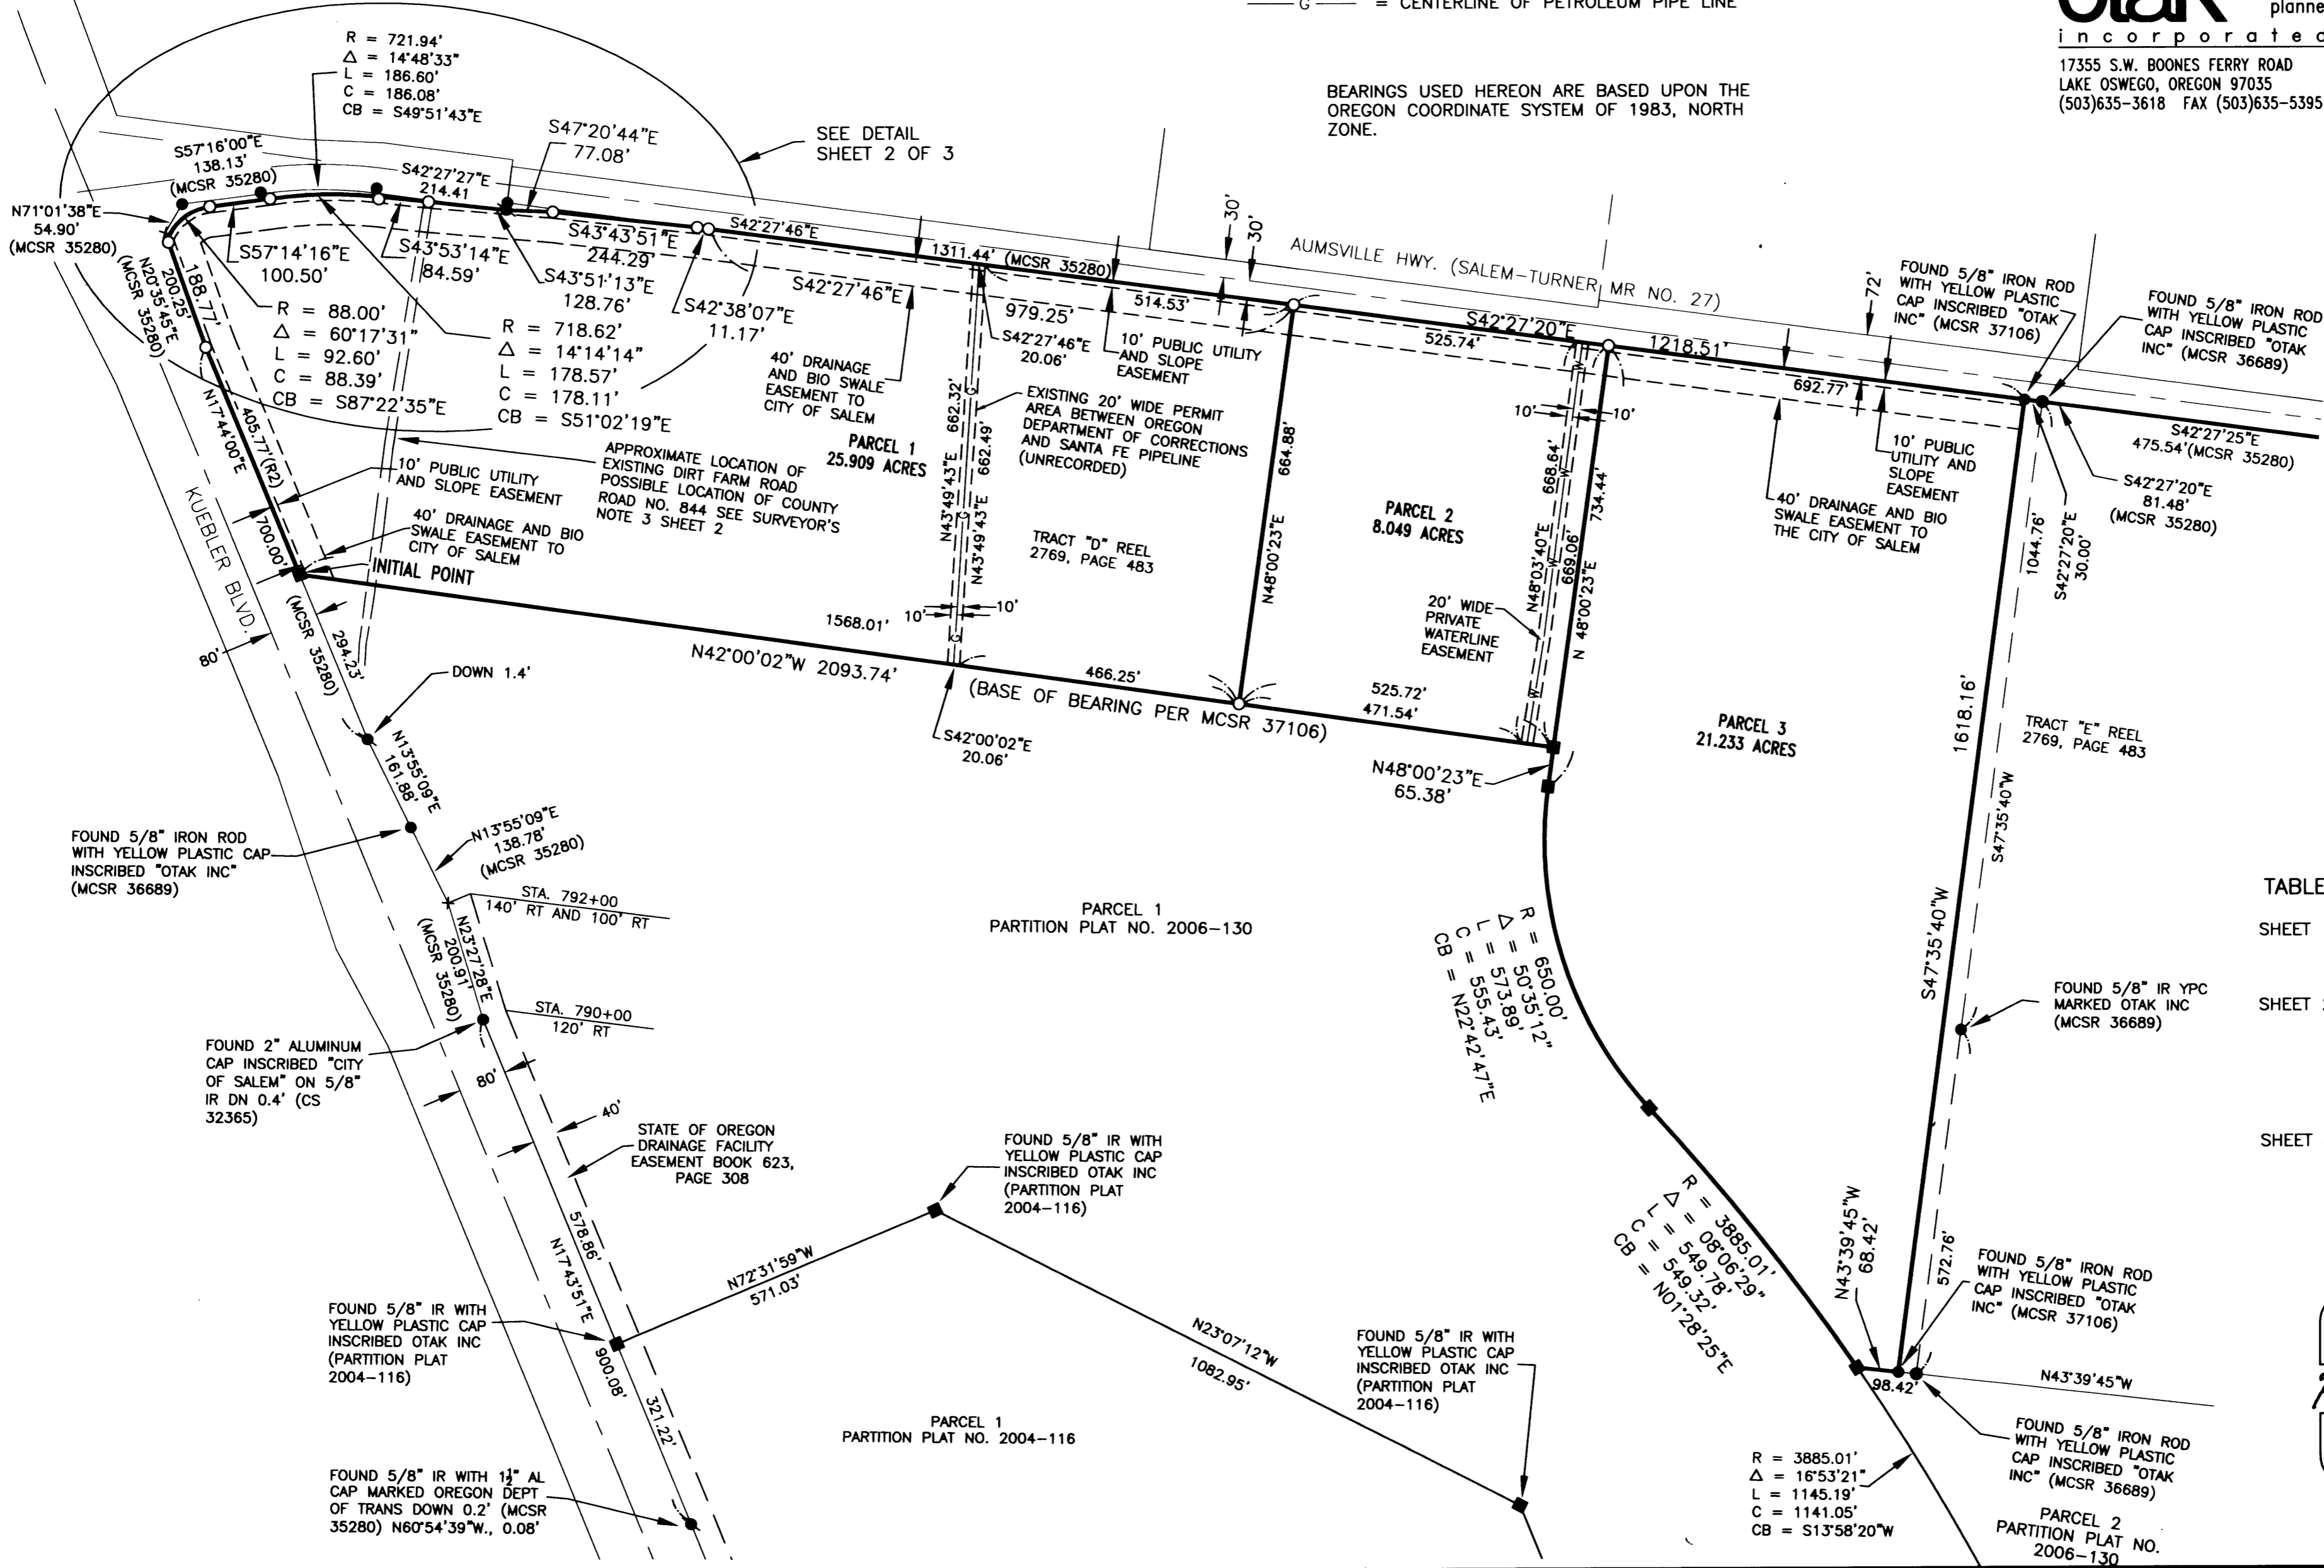 G = CENTERLINE OF PETROLEUM PIPE LINE
otak
planne
incorporated
17355 S.W. BOONES FERRY ROAD
LAKE OSWEGO, OREGON 97035
(503)635-3618 FAX (503)635-5395
BEARINGS USED HEREON ARE BASED UPON THE
OREGON COORDINATE SYSTEM OF 1983, NORTH
ZONE.
R = 721.94'
Δ = 14°48'33"
L = 186.60'
C = 186.08'
CB = S49°51'43"E
SEE DETAIL
SHEET 2 OF 3
S47°20'44"E
77.08'
S57°16'00"E
138.13'
(MCSR 35280)
S42°27'27"E
214.41
N71°01'38"E
54.90'
(MCSR 35280)
S57°14'16"E
100.50'
S43°53'14"E
84.59'
S43°43'51"E
244.29'
S43°51'13"E
128.76'
S42°27'46"E
1311.44' (MCSR 35280)
S42°38'07"E
11.17'
S42°27'46"E
979.25'
514.53'
30'
30'
AUMSVILLE HWY. (SALEM-TURNER MR NO. 27)
72'
S42°27'20"E
1218.51'
525.74'
692.77'
FOUND 5/8" IRON ROD
WITH YELLOW PLASTIC
CAP INSCRIBED "OTAK
INC" (MCSR 37106)
FOUND 5/8" IRON ROD
WITH YELLOW PLASTIC
CAP INSCRIBED "OTAK
INC" (MCSR 36689)
S42°27'25"E
475.54'(MCSR 35280)
S42°27'20"E
81.48'
(MCSR 35280)
S42°27'20"E
30.00'
188.77'
200.25'
N20°35'45"E
(MCSR 35280)
R = 88.00'
Δ = 60°17'31"
L = 92.60'
C = 88.39'
CB = S87°22'35"E
R = 718.62'
Δ = 14°14'14"
L = 178.57'
C = 178.11'
CB = S51°02'19"E
40' DRAINAGE
AND BIO SWALE
EASEMENT TO
CITY OF SALEM
S42°27'46"E
20.06'
10' PUBLIC UTILITY
AND SLOPE
EASEMENT
EXISTING 20' WIDE PERMIT
AREA BETWEEN OREGON
DEPARTMENT OF CORRECTIONS
AND SANTA FE PIPELINE
(UNRECORDED)
PARCEL 1
25.909 ACRES
405.77'(R2)
N17°44'00"E
700.00'
10' PUBLIC UTILITY
AND SLOPE EASEMENT
APPROXIMATE LOCATION OF
EXISTING DIRT FARM ROAD
POSSIBLE LOCATION OF COUNTY
ROAD NO. 844 SEE SURVEYOR'S
NOTE 3 SHEET 2
40' DRAINAGE AND BIO
SWALE EASEMENT TO
CITY OF SALEM
INITIAL POINT
KUEBLER BLVD.
80'
(MCSR 35280)
294.23'
662.32'
N43°49'43"E
G
G
G
662.49'
N43°49'43"E
10'
10'
TRACT "D" REEL
2769, PAGE 483
664.88'
N48°00'23"E
PARCEL 2
8.049 ACRES
10'
10'
W
W
W
W
668.64'
N48°03'40"E
669.06'
734.44'
N 48°00'23"E
20' WIDE
PRIVATE
WATERLINE
EASEMENT
40' DRAINAGE AND BIO
SWALE EASEMENT TO
THE CITY OF SALEM
10' PUBLIC
UTILITY AND
SLOPE
EASEMENT
1044.76'
1568.01'
N42°00'02"W 2093.74'
(BASE OF BEARING PER MCSR 37106)
466.25'
525.72'
471.54'
S42°00'02"E
20.06'
N48°00'23"E
65.38'
PARCEL 3
21.233 ACRES
1618.16'
S47°35'40"W
S47°35'40"W
TRACT "E" REEL
2769, PAGE 483
DOWN 1.4'
N13°55'09"E
161.88'
FOUND 5/8" IRON ROD
WITH YELLOW PLASTIC CAP
INSCRIBED "OTAK INC"
(MCSR 36689)
N13°55'09"E
138.78'
(MCSR 35280)
STA. 792+00
140' RT AND 100' RT
N23°27'28"E
200.91'
(MCSR 35280)
STA. 790+00
120' RT
PARCEL 1
PARTITION PLAT NO. 2006-130
R = 650.00'
Δ = 50°35'12"
L = 573.89'
C = 555.43'
CB = N22°42'47"E
TABLE
SHEET
SHEET
SHEET
FOUND 5/8" IR YPC
MARKED OTAK INC
(MCSR 36689)
FOUND 2" ALUMINUM
CAP INSCRIBED "CITY
OF SALEM" ON 5/8"
IR DN 0.4' (CS
32365)
80'
40'
STATE OF OREGON
DRAINAGE FACILITY
EASEMENT BOOK 623,
PAGE 308
578.86'
N17°43'51"E
900.08'
321.22'
FOUND 5/8" IR WITH
YELLOW PLASTIC CAP
INSCRIBED OTAK INC
(PARTITION PLAT
2004-116)
N72°31'59"W
571.03'
FOUND 5/8" IR WITH
YELLOW PLASTIC CAP
INSCRIBED OTAK INC
(PARTITION PLAT
2004-116)
N23°07'12"W
1082.95'
FOUND 5/8" IR WITH
YELLOW PLASTIC CAP
INSCRIBED OTAK INC
(PARTITION PLAT
2004-116)
R = 3885.01'
Δ = 08°06'29"
L = 549.78'
C = 549.32'
CB = N01°28'25"E
N43°39'45"W
68.42'
572.76'
FOUND 5/8" IRON ROD
WITH YELLOW PLASTIC
CAP INSCRIBED "OTAK
INC" (MCSR 37106)
98.42'
N43°39'45"W
FOUND 5/8" IRON ROD
WITH YELLOW PLASTIC
CAP INSCRIBED "OTAK
INC" (MCSR 36689)
PARCEL 1
PARTITION PLAT NO. 2004-116
FOUND 5/8" IR WITH 1½" AL
CAP MARKED OREGON DEPT
OF TRANS DOWN 0.2' (MCSR
35280) N60°54'39"W., 0.08'
R = 3885.01'
Δ = 16°53'21"
L = 1145.19'
C = 1141.05'
CB = S13°58'20"W
PARCEL 2
PARTITION PLAT NO.
2006-130